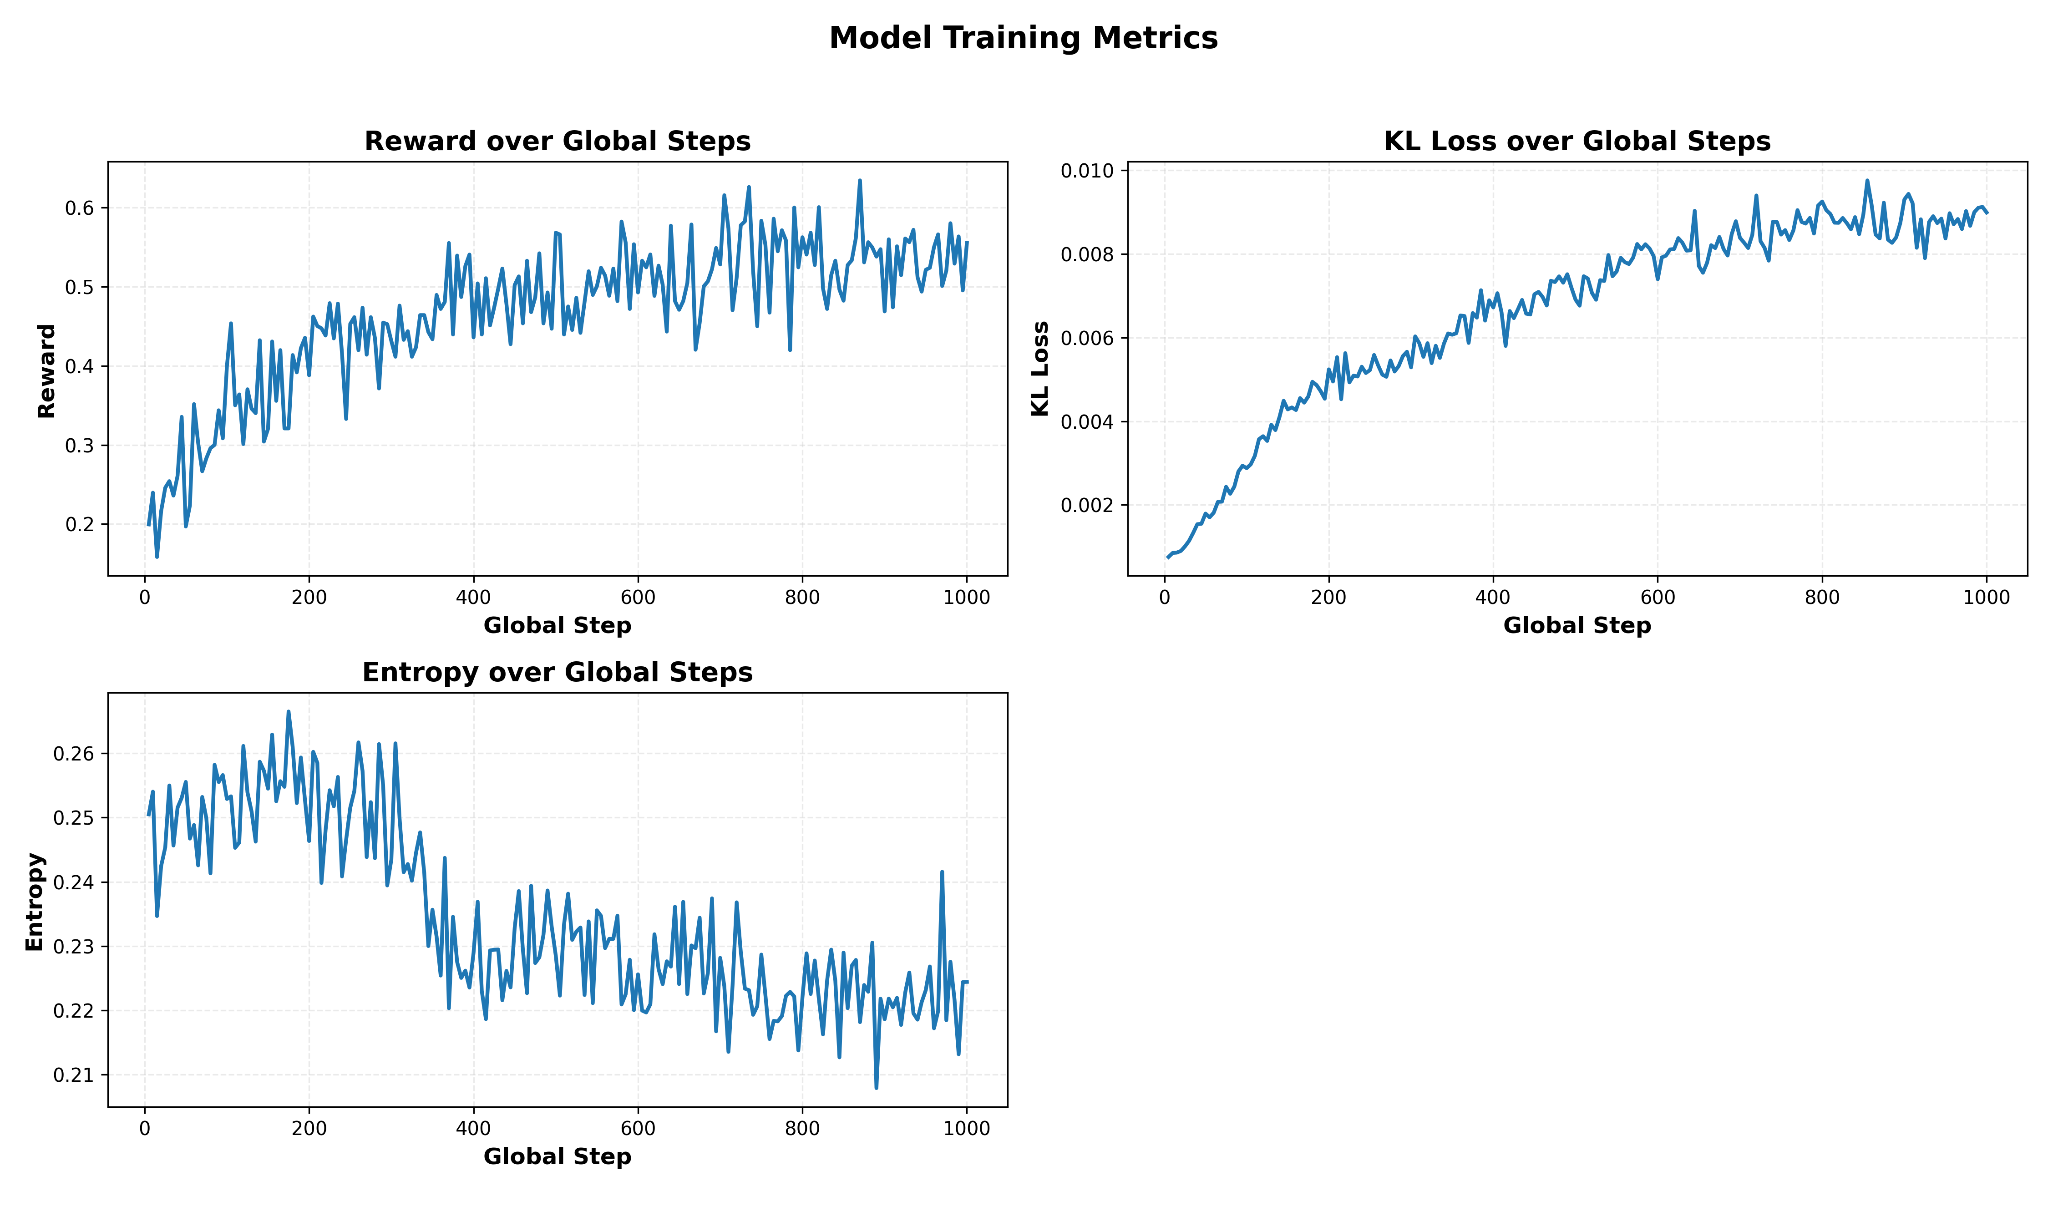 Model Training Metrics
Reward over Global Steps
Reward
0.6
0.5
0.4
0.3
0.2
0 200 400 600 800 1000
Global Step
KL Loss over Global Steps
KL Loss
0.010
0.008
0.006
0.004
0.002
0 200 400 600 800 1000
Global Step
Entropy over Global Steps
Entropy
0.26
0.25
0.24
0.23
0.22
0.21
0 200 400 600 800 1000
Global Step